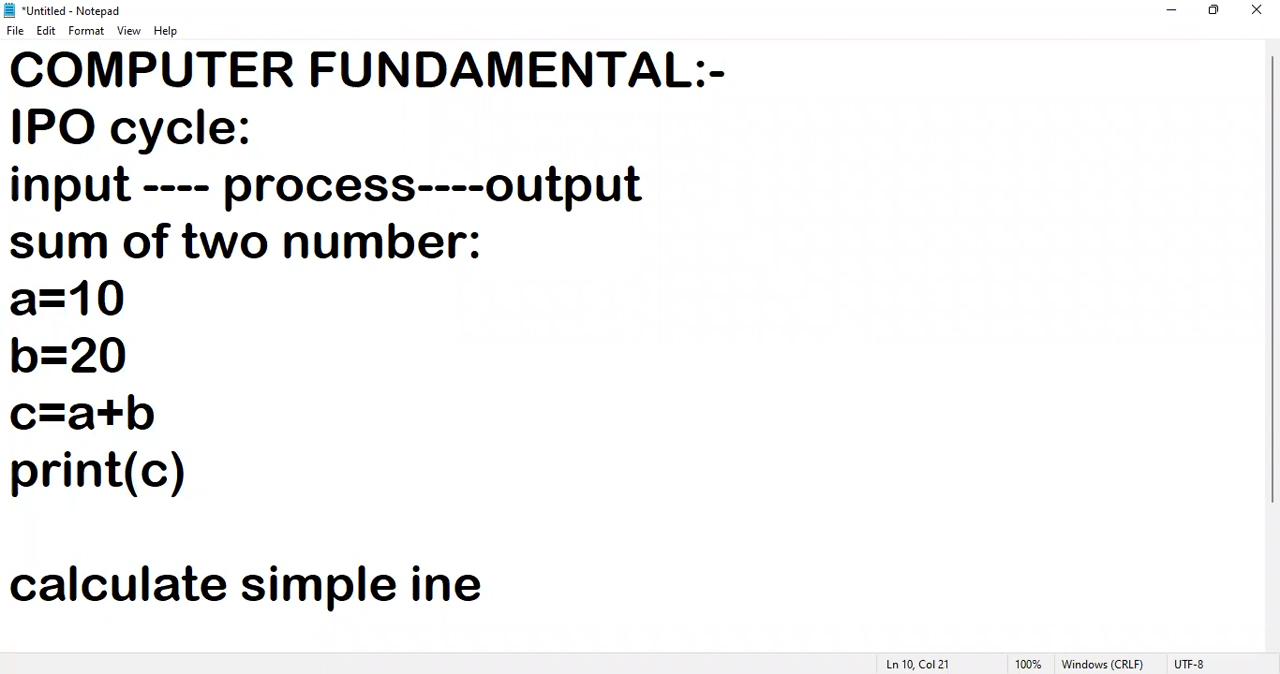 *Untitled - Notepad
File Edit Format View Help
COMPUTER FUNDAMENTAL:-
IPO cycle:
input ---- process----output
sum of two number:
a=10
b=20
c=a+b
print(c)
calculate simple ine
Ln 10, Col 21 100% Windows (CRLF) UTF-8